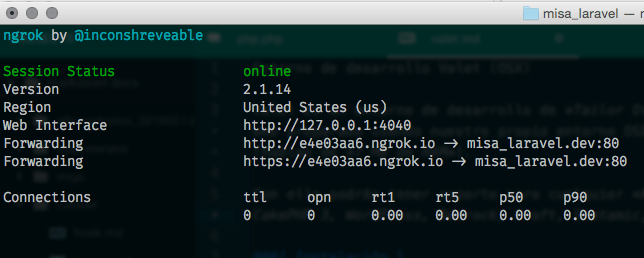 misa_laravel —
ngrok by @inconshreveable
Session Status online
Version 2.1.14
Region United States (us)
Web Interface http://127.0.0.1:4040
Forwarding http://e4e03aa6.ngrok.io -> misa_laravel.dev:80
Forwarding https://e4e03aa6.ngrok.io -> misa_laravel.dev:80
Connections ttl opn rt1 rt5 p50 p90
0 0 0.00 0.00 0.00 0.00